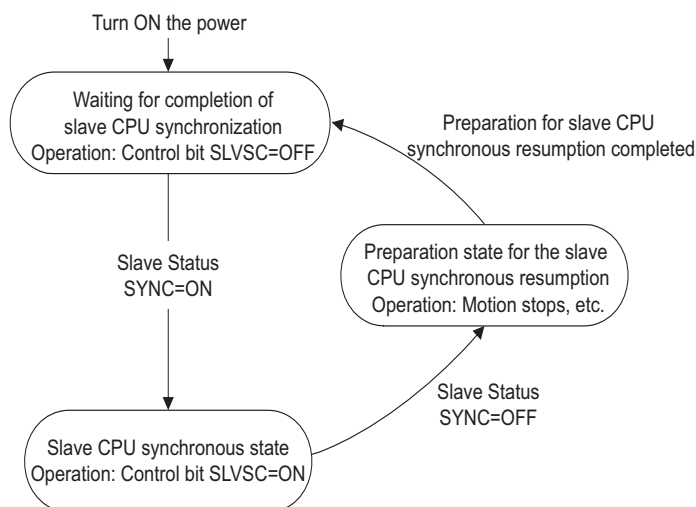 Turn ON the power
Waiting for completion of
slave CPU synchronization
Operation: Control bit SLVSC=OFF
Preparation for slave CPU
synchronous resumption completed
Preparation state for the slave
CPU synchronous resumption
Operation: Motion stops, etc.
Slave Status
SYNC=ON
Slave Status
SYNC=OFF
Slave CPU synchronous state
Operation: Control bit SLVSC=ON